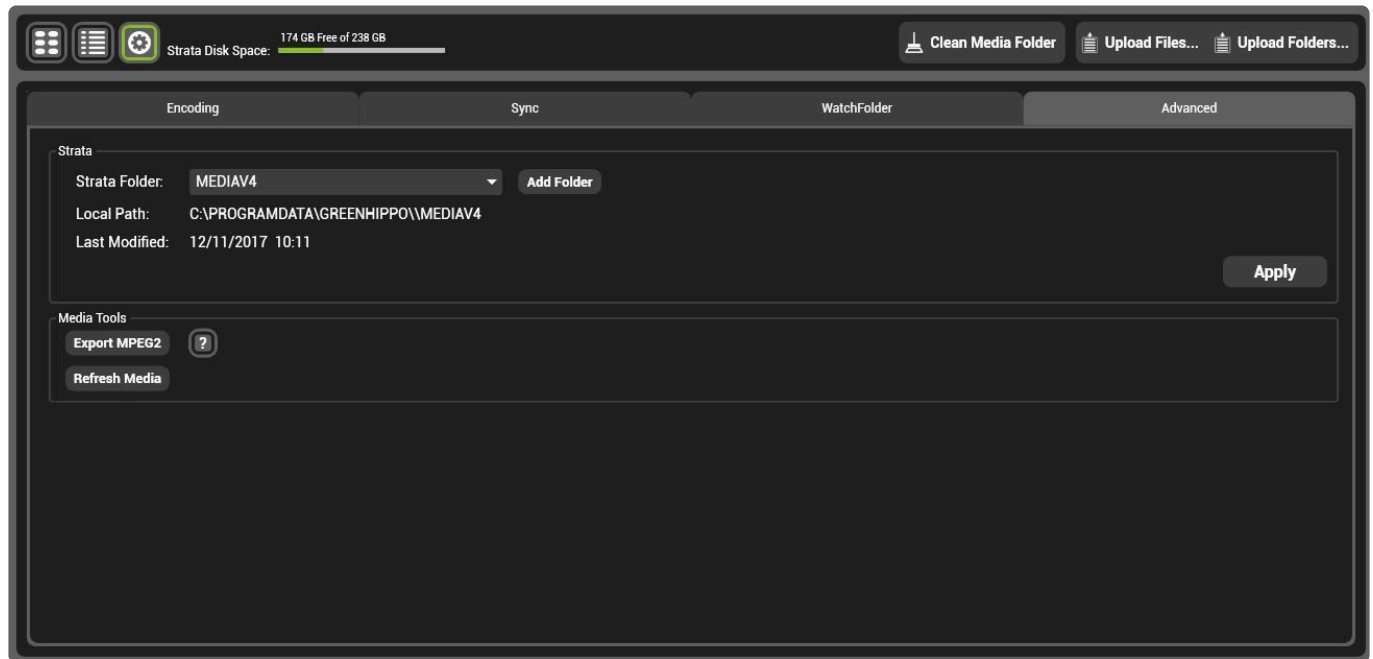 174 GB Free of 238 GB
Strata Disk Space:
Clean Media Folder
Upload Files...
Upload Folders...
Encoding
Sync
WatchFolder
Advanced
Strata
Strata Folder: MEDIAV4
Add Folder
Local Path: C:\PROGRAMDATA\GREENHIPPO\\MEDIAV4
Last Modified: 12/11/2017 10:11
Apply
Media Tools
Export MPEG2
?
Refresh Media